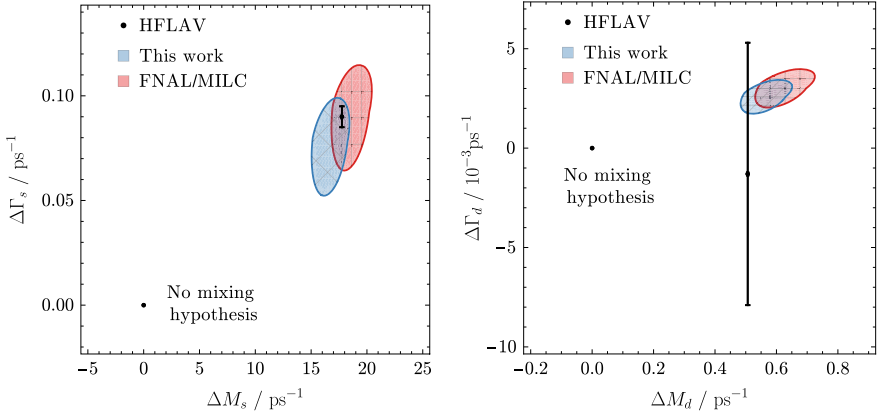 HFLAV
This work
FNAL/MILC
0.10
0.05
0.00
ΔΓs / ps−1
No mixing
hypothesis
−5 0 5 10 15 20 25
ΔMs / ps−1
HFLAV
This work
FNAL/MILC
5
0
−5
−10
ΔΓd / 10−3ps−1
No mixing
hypothesis
−0.2 0.0 0.2 0.4 0.6 0.8
ΔMd / ps−1